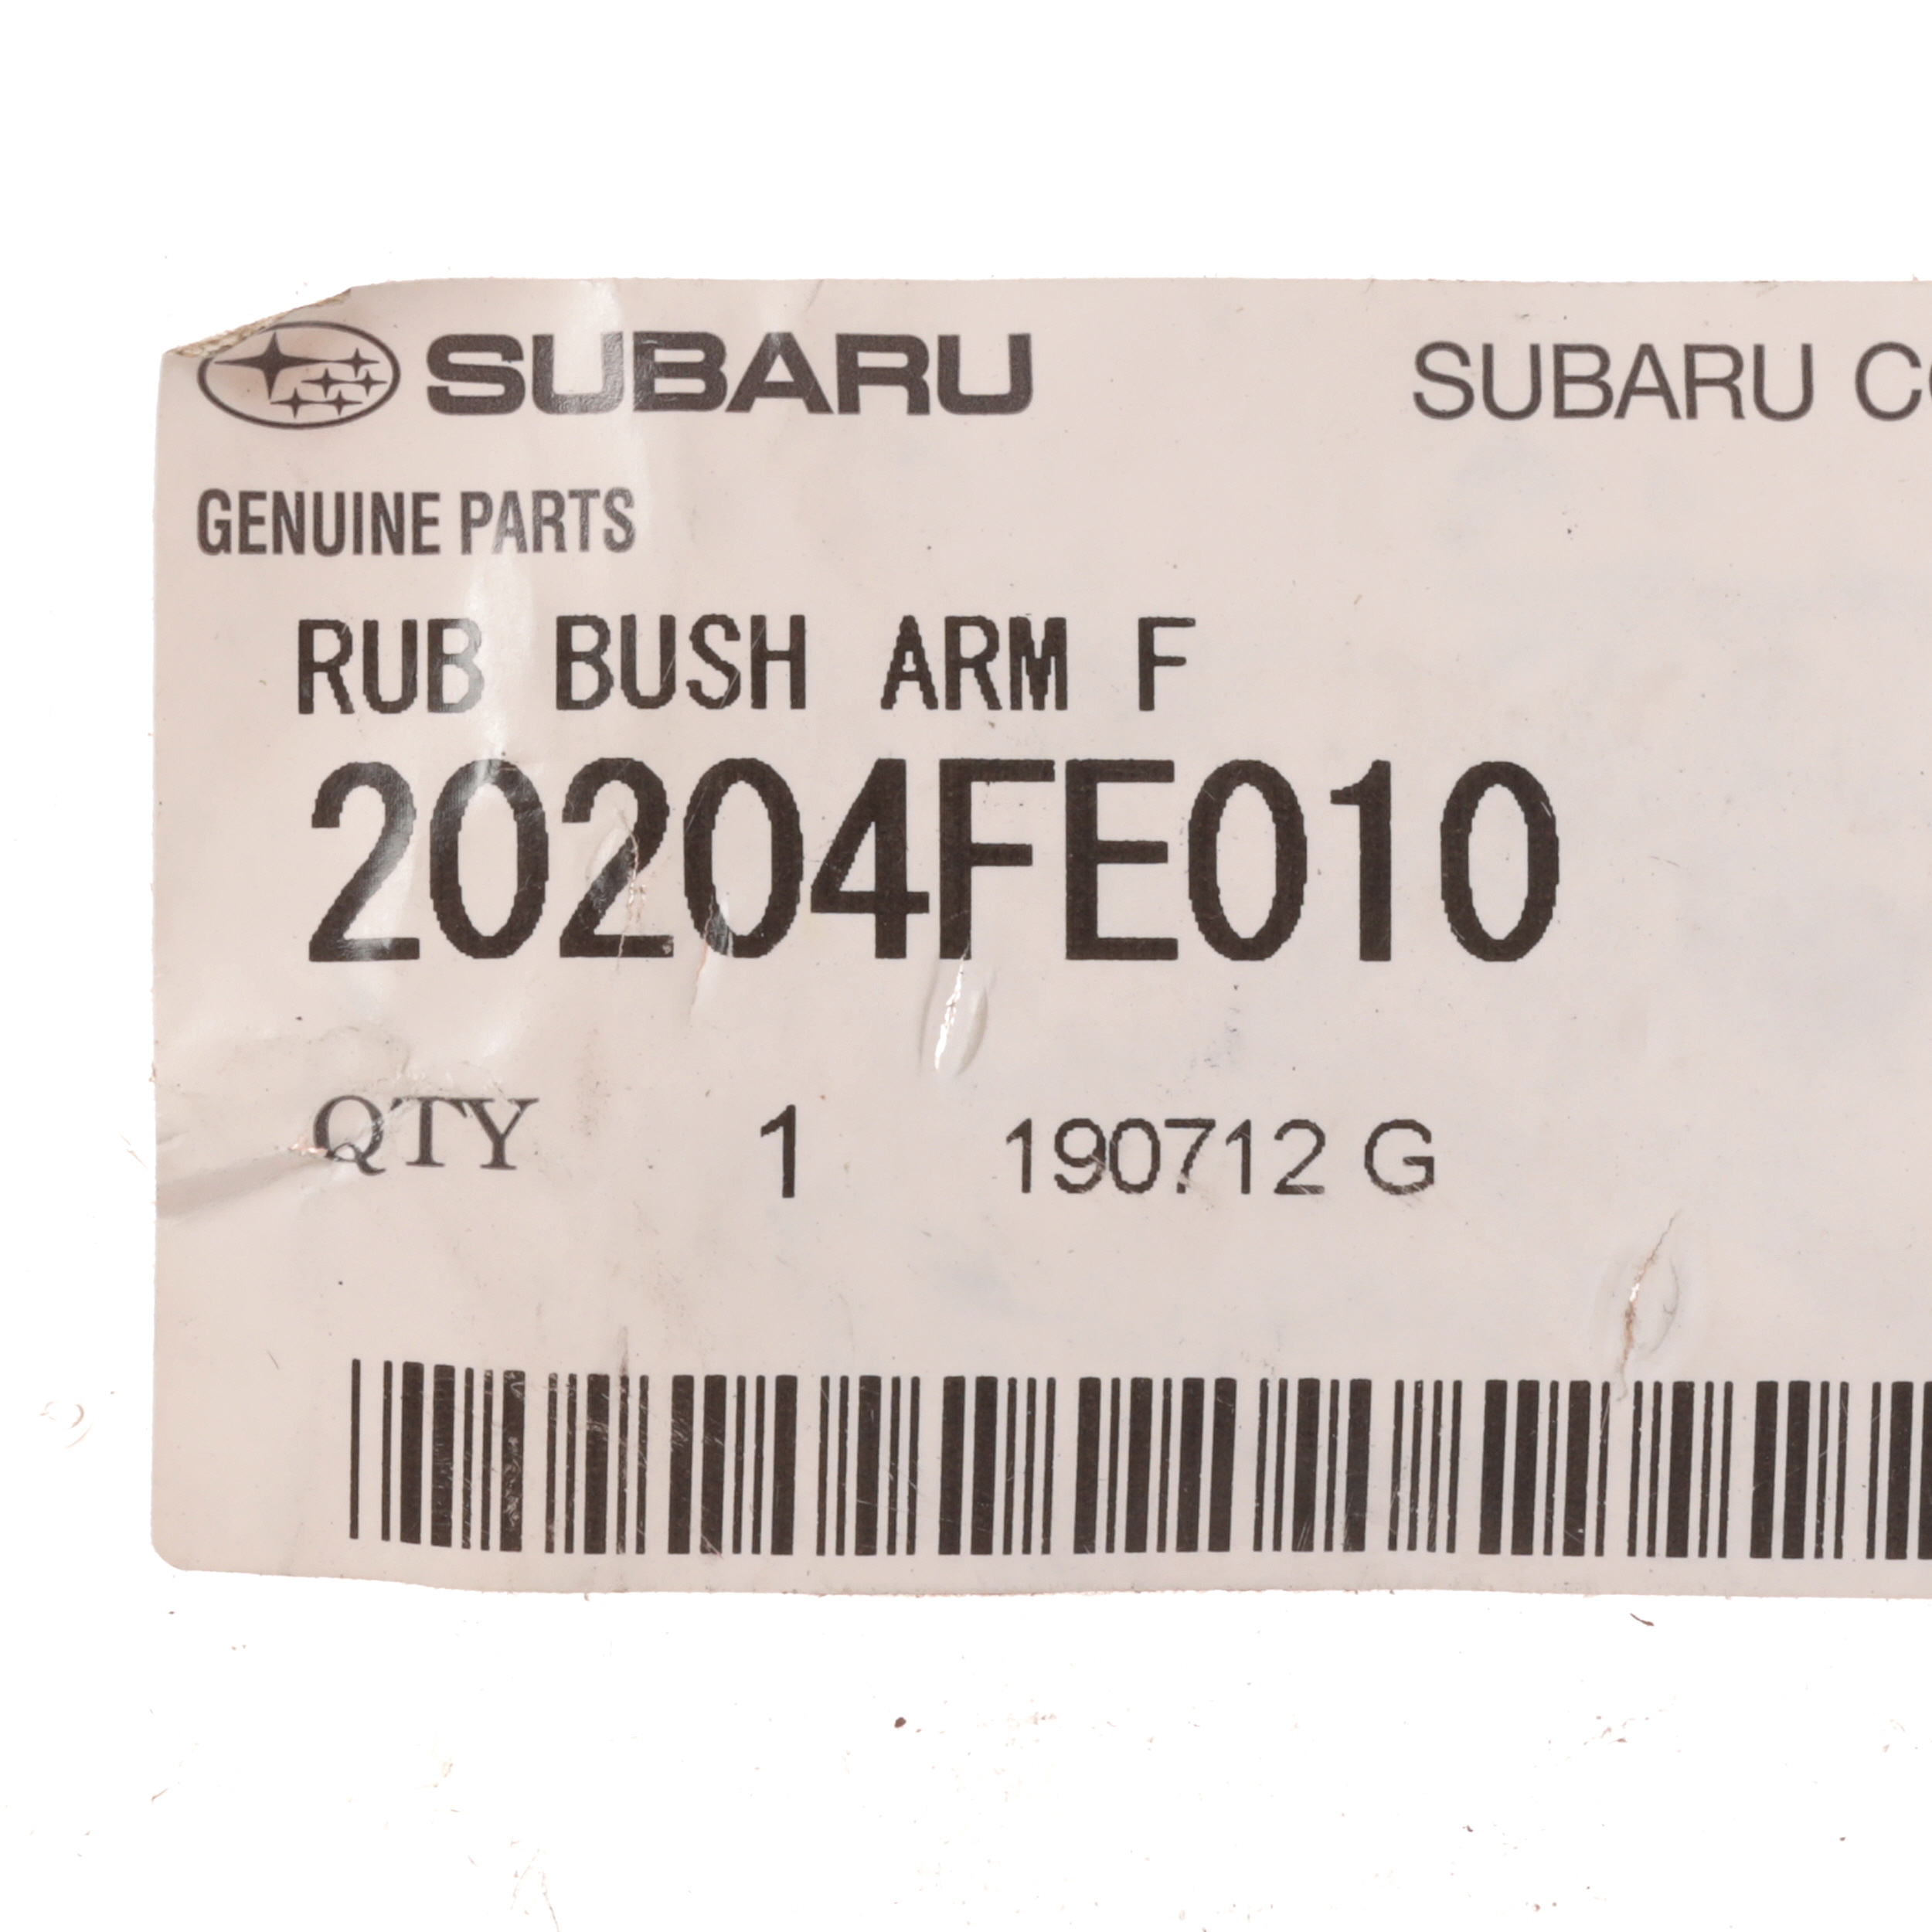 SUBARU SUBARU
GENUINE PARTS
RUB BUSH ARM F
20204FE010
QTY 1 190712 G